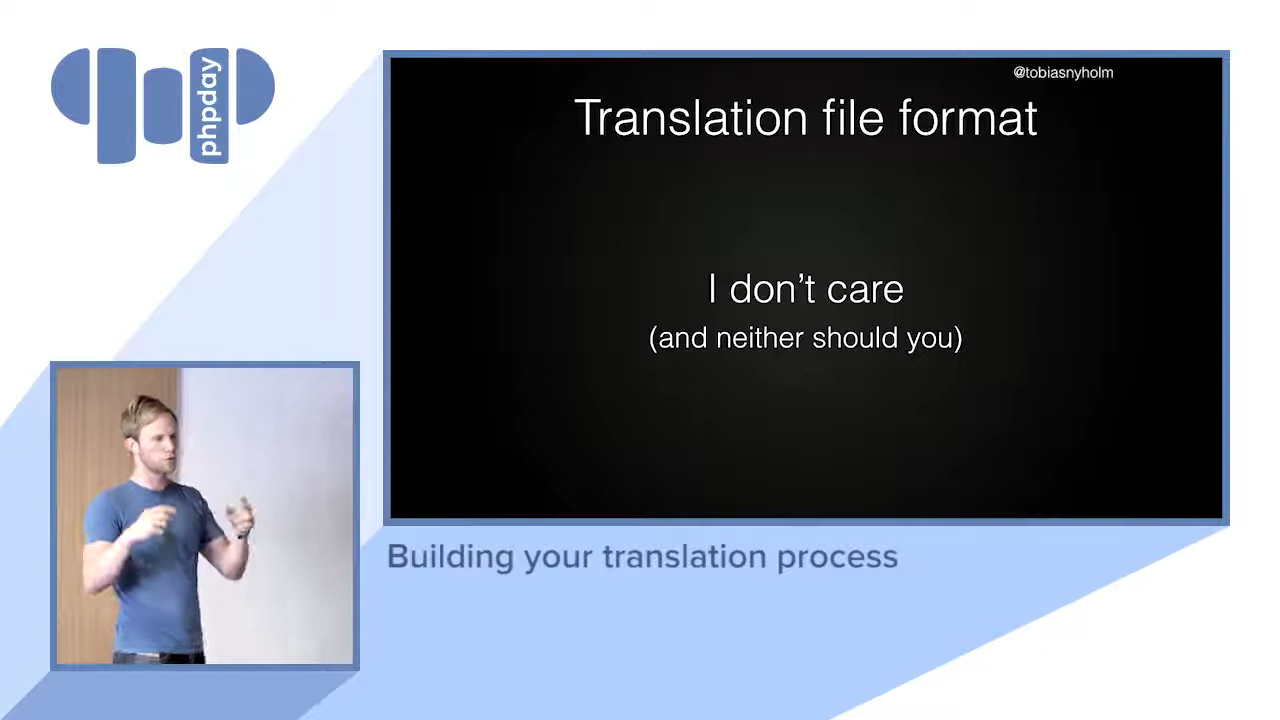 phpday
@tobiasnyholm
Translation file format
I don't care
(and neither should you)
Building your translation process